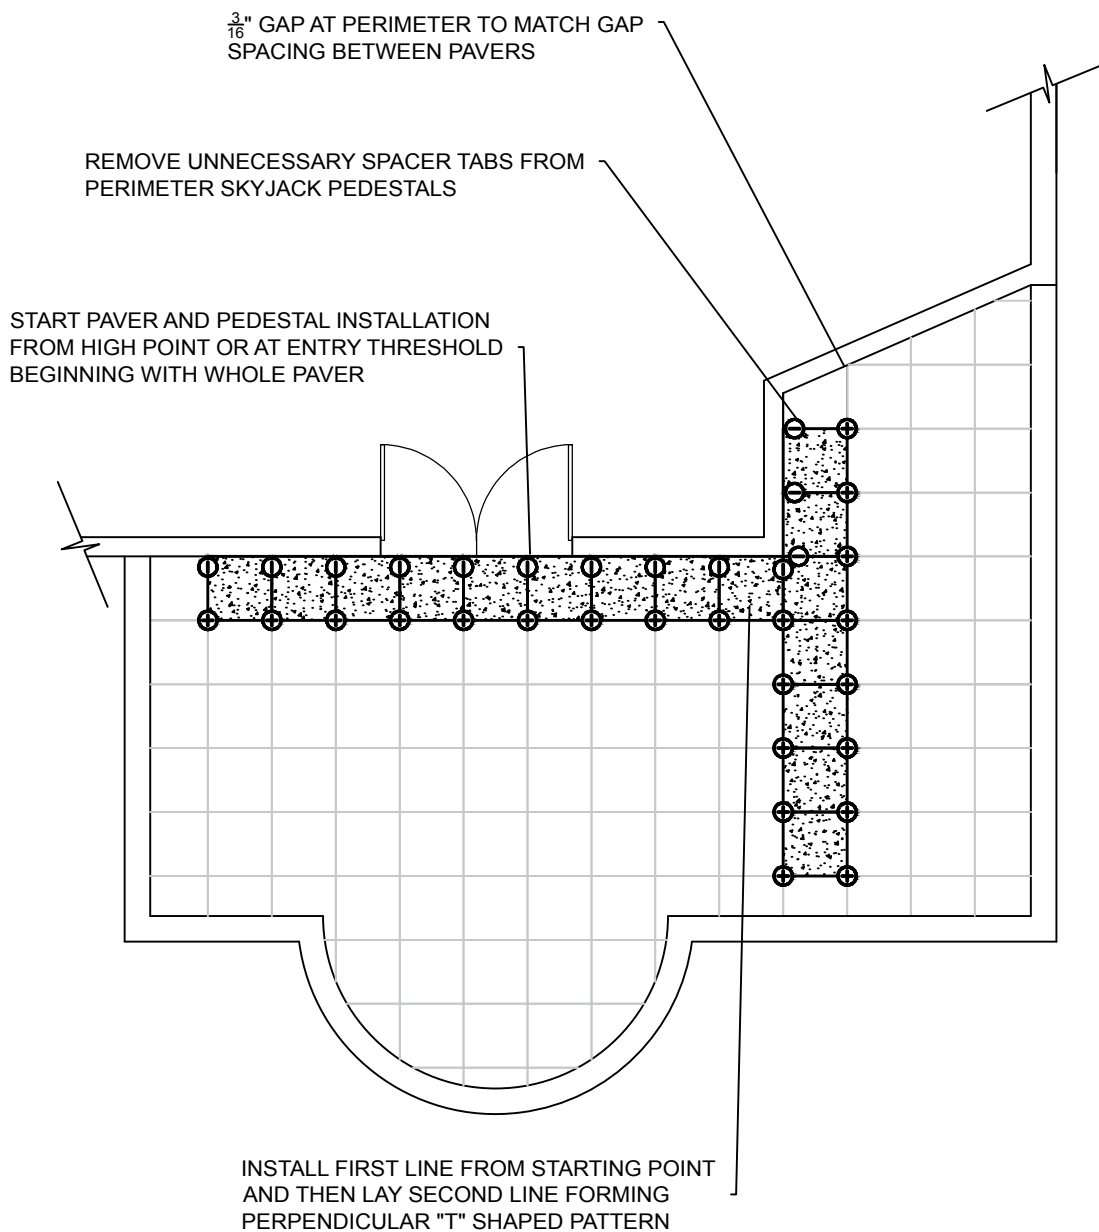 3/16" GAP AT PERIMETER TO MATCH GAP
SPACING BETWEEN PAVERS
REMOVE UNNECESSARY SPACER TABS FROM
PERIMETER SKYJACK PEDESTALS
START PAVER AND PEDESTAL INSTALLATION
FROM HIGH POINT OR AT ENTRY THRESHOLD
BEGINNING WITH WHOLE PAVER
INSTALL FIRST LINE FROM STARTING POINT
AND THEN LAY SECOND LINE FORMING
PERPENDICULAR "T" SHAPED PATTERN